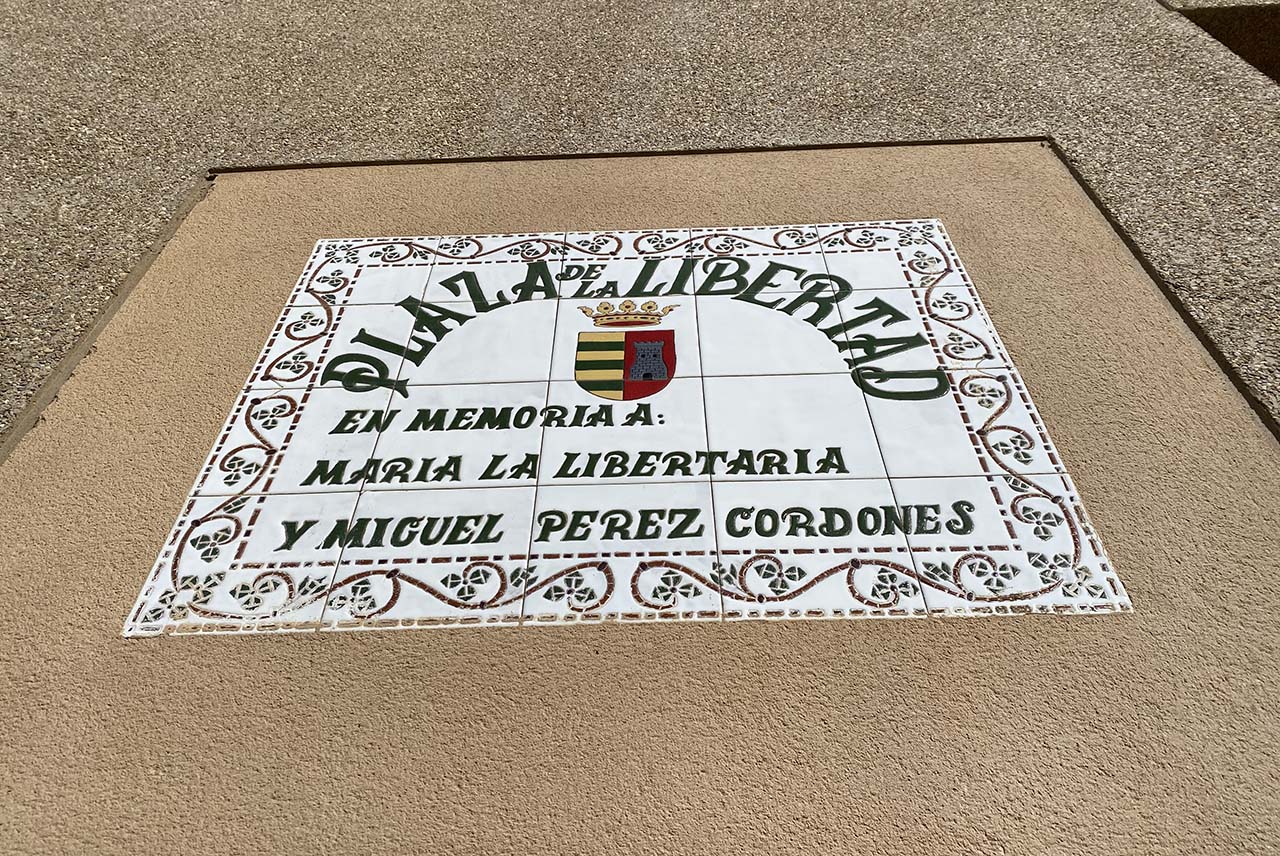 PLAZA DE LA LIBERTAD
EN MEMORIA A:
MARIA LA LIBERTARIA
Y MIGUEL PEREZ CORDONES